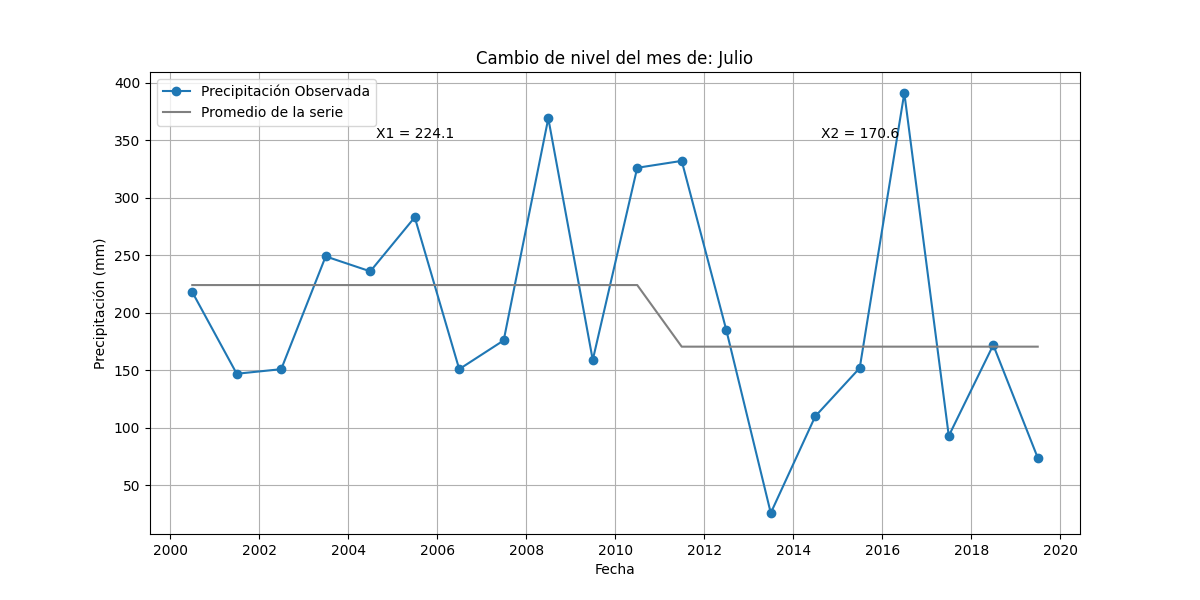 Cambio de nivel del mes de: Julio
Precipitación Observada
Promedio de la serie
X1 = 224.1
X2 = 170.6
Precipitación (mm)
400
350
300
250
200
150
100
50
2000 2002 2004 2006 2008 2010 2012 2014 2016 2018 2020
Fecha